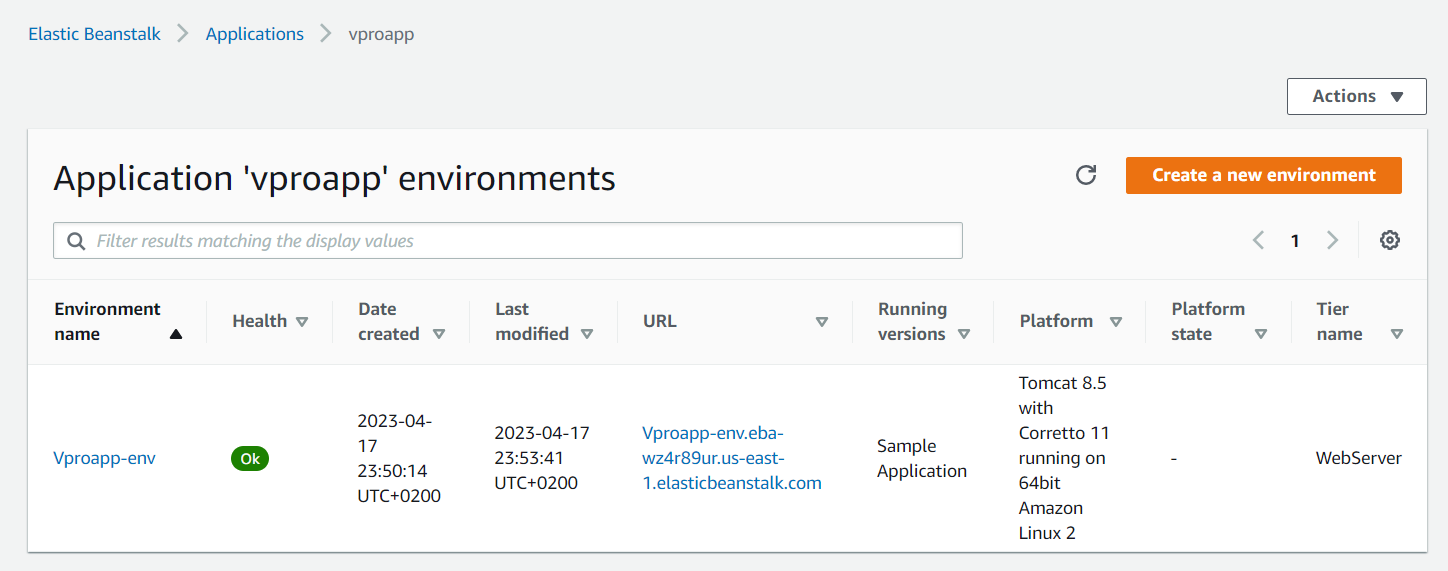 Elastic Beanstalk > Applications > vproapp
Actions
Application 'vproapp' environments
Create a new environment
Filter results matching the display values
1
Environment
name
Health
Date
created
Last
modified
URL
Running
versions
Platform
Platform
state
Tier
name
Vproapp-env
Ok
2023-04-
17
23:50:14
UTC+0200
2023-04-17
23:53:41
UTC+0200
Vproapp-env.eba-
wz4r89ur.us-east-
1.elasticbeanstalk.com
Sample
Application
Tomcat 8.5
with
Corretto 11
running on
64bit
Amazon
Linux 2
-
WebServer